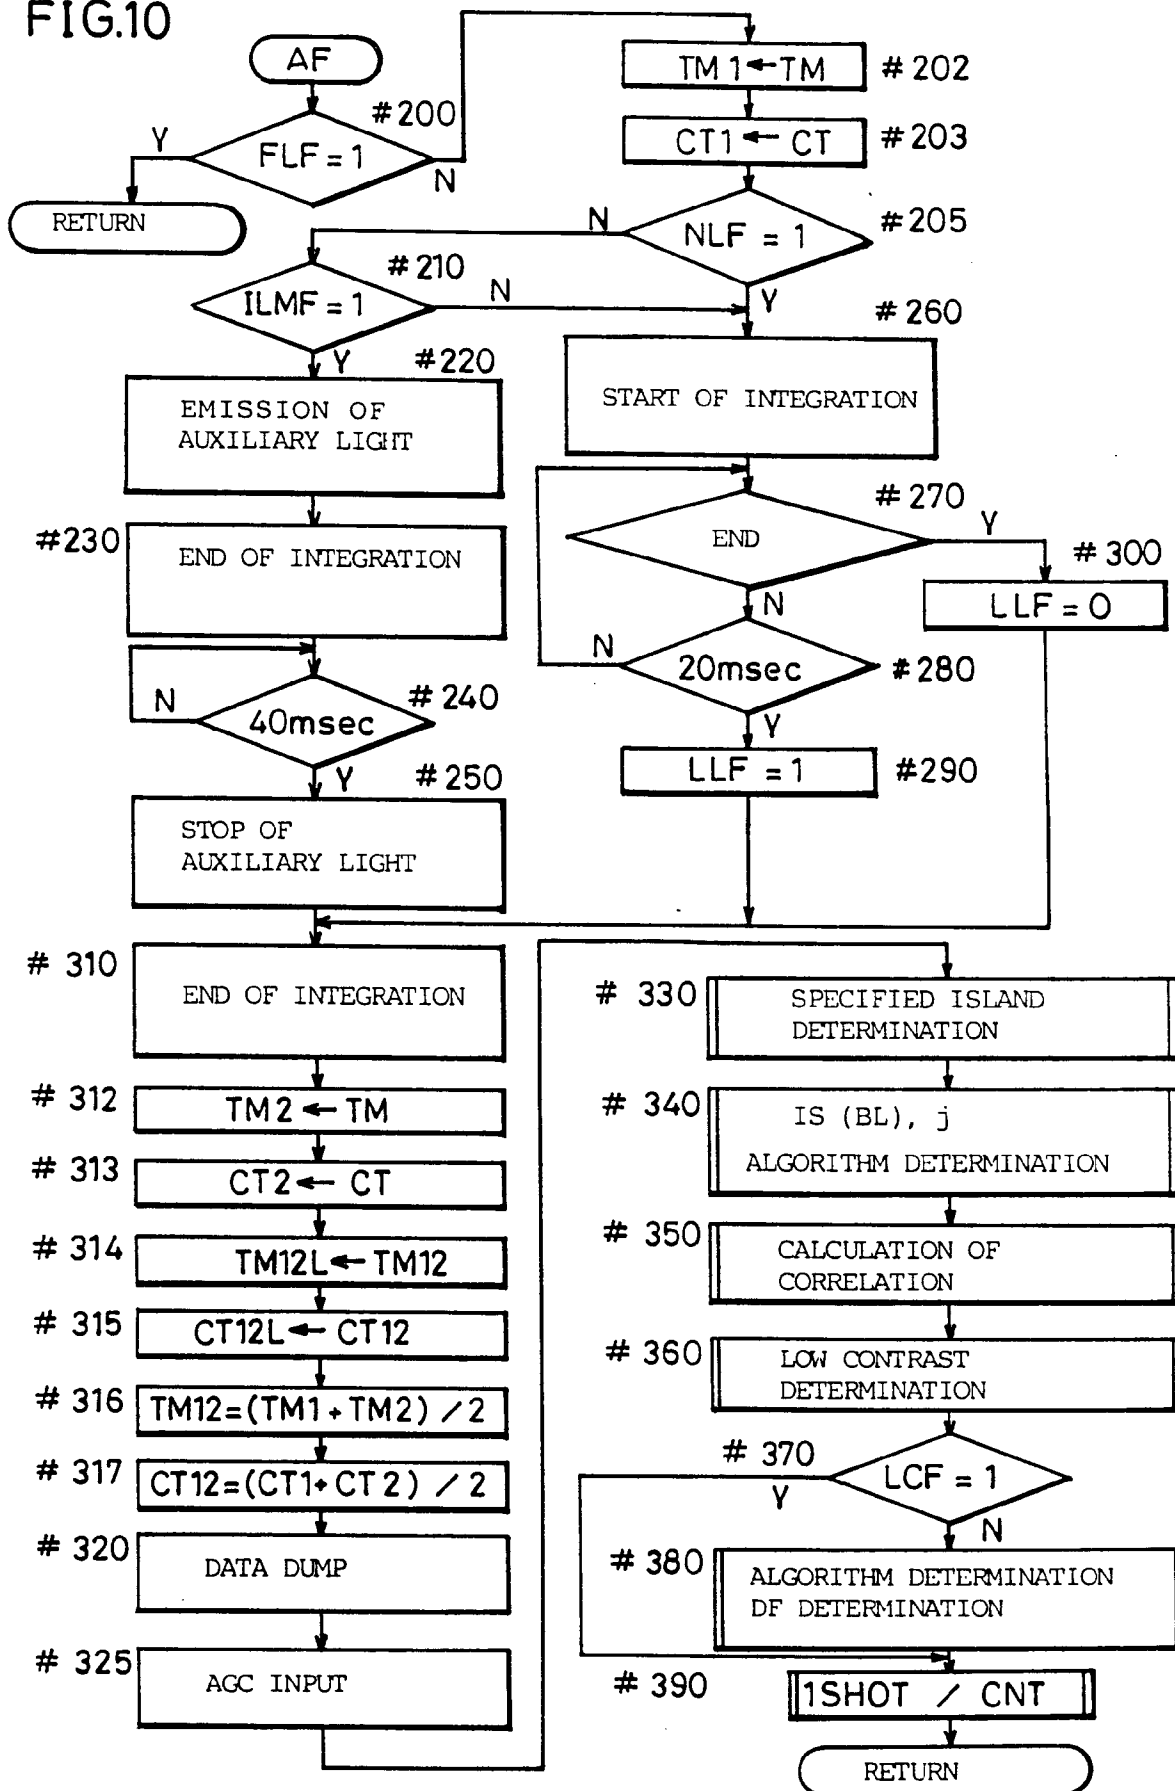 FIG.10
AF
#200
FLF = 1
Y
N
RETURN
TM1←TM
#202
CT1← CT
#203
NLF = 1
#205
N
Y
#210
ILMF = 1
N
Y
#220
EMISSION OF
AUXILIARY LIGHT
#230
END OF INTEGRATION
#240
40msec
N
Y
#250
STOP OF
AUXILIARY LIGHT
#260
START OF INTEGRATION
#270
END
Y
N
#300
LLF = 0
20msec
#280
N
Y
LLF = 1
#290
# 310
END OF INTEGRATION
# 312
TM2 ← TM
# 313
CT2← CT
# 314
TM12L← TM12
# 315
CT12L← CT12
# 316
TM12=(TM1+TM2) / 2
# 317
CT12=(CT1+CT2) / 2
# 320
DATA DUMP
# 325
AGC INPUT
# 330
SPECIFIED ISLAND
DETERMINATION
# 340
IS (BL), j
ALGORITHM DETERMINATION
# 350
CALCULATION OF
CORRELATION
# 360
LOW CONTRAST
DETERMINATION
# 370
LCF = 1
Y
N
# 380
ALGORITHM DETERMINATION
DF DETERMINATION
# 390
1SHOT / CNT
RETURN